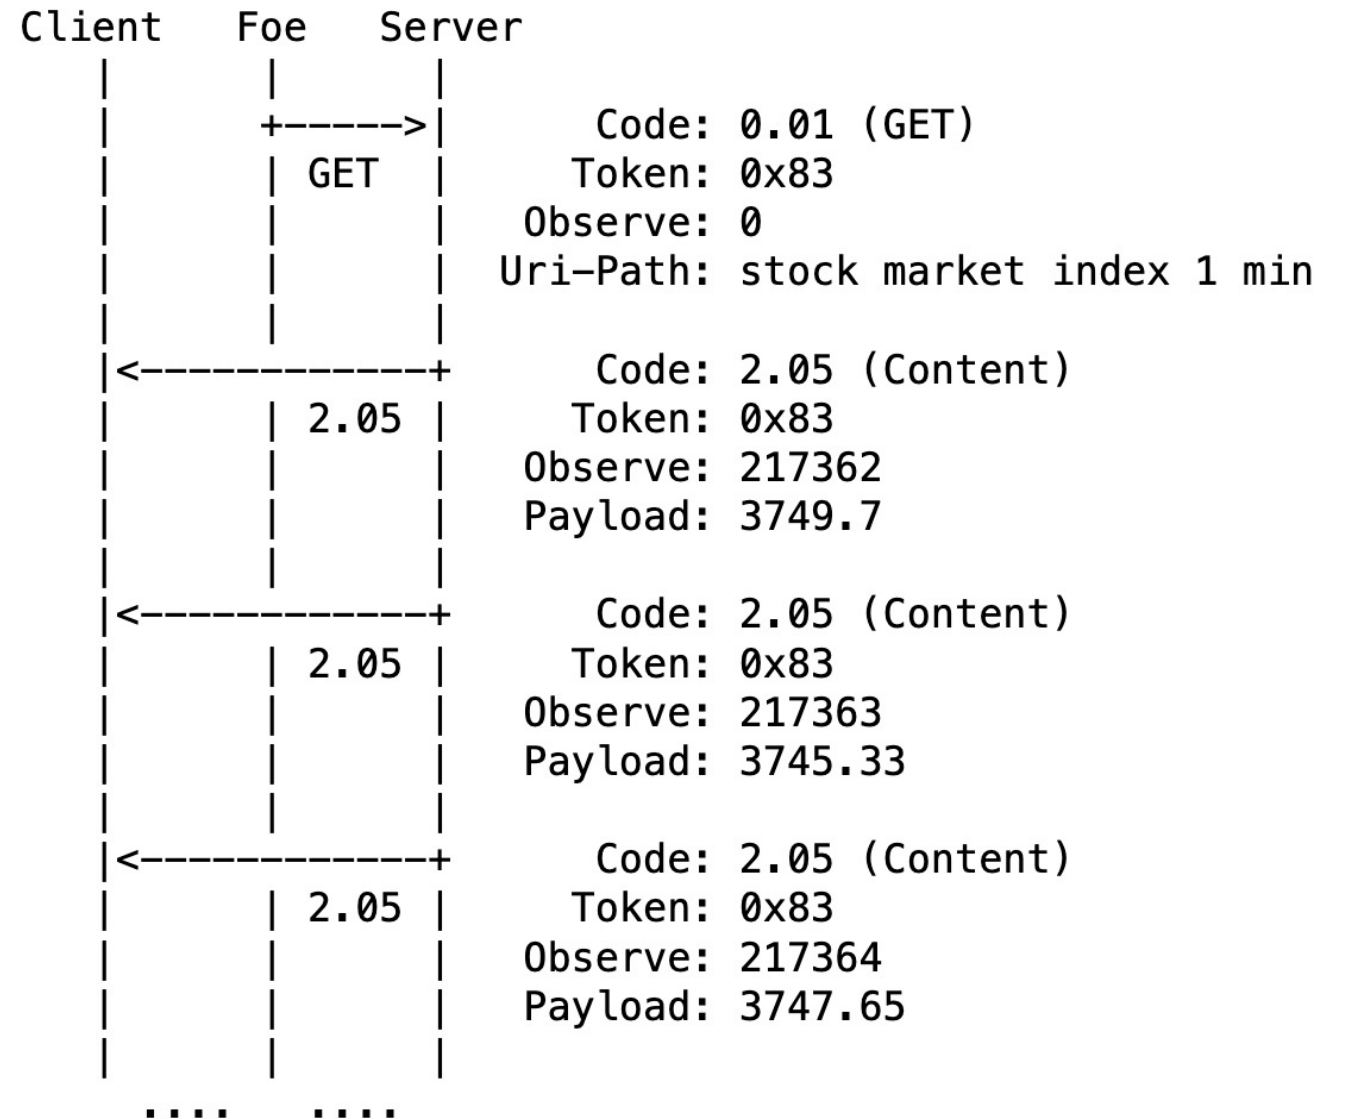 Client   Foe   Server
   |      |      |
   |      +----->|      Code: 0.01 (GET)
   |      | GET  |     Token: 0x83
   |      |      |   Observe: 0
   |      |      |  Uri-Path: stock market index 1 min
   |      |      |
   |<------------+      Code: 2.05 (Content)
   |      | 2.05 |     Token: 0x83
   |      |      |   Observe: 217362
   |      |      |   Payload: 3749.7
   |      |      |
   |<------------+      Code: 2.05 (Content)
   |      | 2.05 |     Token: 0x83
   |      |      |   Observe: 217363
   |      |      |   Payload: 3745.33
   |      |      |
   |<------------+      Code: 2.05 (Content)
   |      | 2.05 |     Token: 0x83
   |      |      |   Observe: 217364
   |      |      |   Payload: 3747.65
   |      |      |
     ....   ....